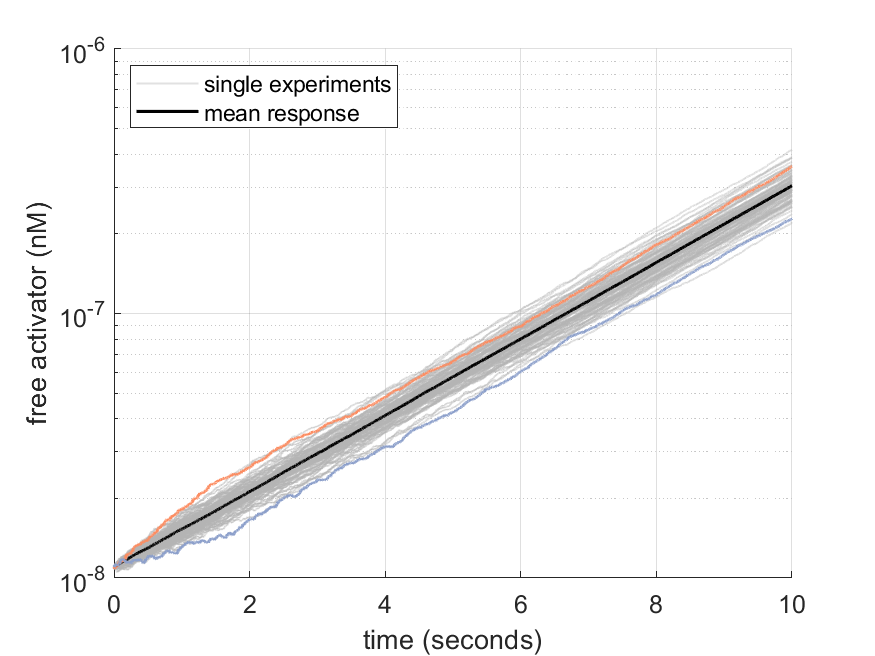 10^-6
single experiments
mean response
free activator (nM)
10^-7
10^-8
0 2 4 6 8 10
time (seconds)